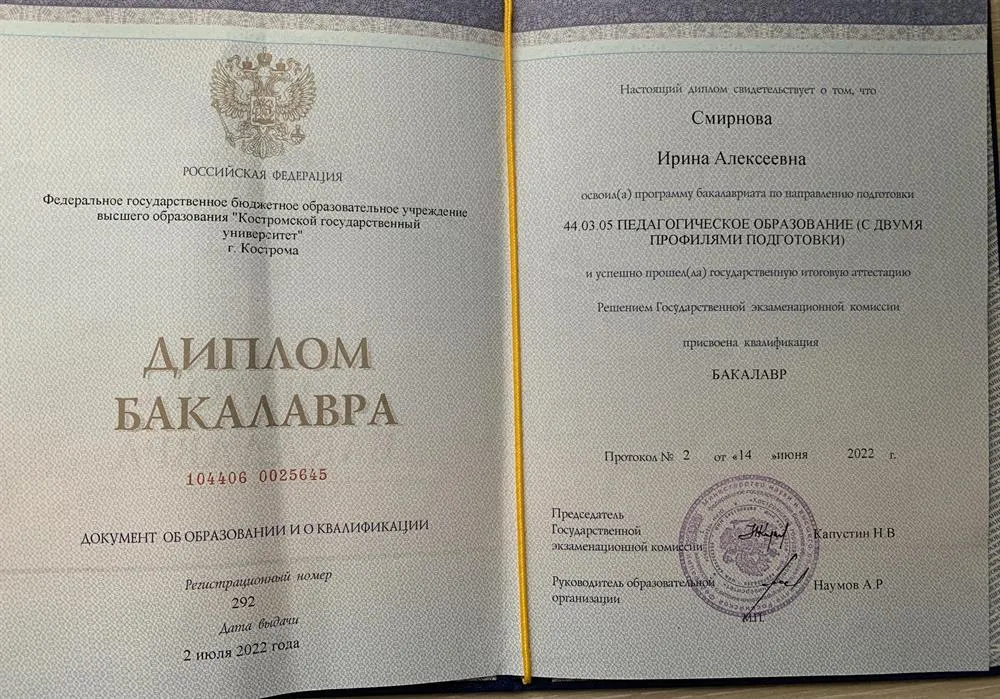 РОССИЙСКАЯ ФЕДЕРАЦИЯ
Федеральное государственное бюджетное образовательное учреждение
высшего образования "Костромской государственный
университет"
г. Кострома
ДИПЛОМ
БАКАЛАВРА
104406 0025645
ДОКУМЕНТ ОБ ОБРАЗОВАНИИ И О КВАЛИФИКАЦИИ
Регистрационный номер
292
Дата выдачи
2 июля 2022 года
Настоящий диплом свидетельствует о том, что
Смирнова
Ирина Алексеевна
освоил(а) программу бакалавриата по направлению подготовки
44.03.05 ПЕДАГОГИЧЕСКОЕ ОБРАЗОВАНИЕ (С ДВУМЯ
ПРОФИЛЯМИ ПОДГОТОВКИ)
и успешно прошел(ла) государственную итоговую аттестацию
Решением Государственной экзаменационной комиссии
присвоена квалификация
БАКАЛАВР
Протокол № 2 от «14 »июня 2022 г.
Председатель
Государственной
экзаменационной комиссии Капустин Н.В
Руководитель образовательной
организации Наумов А.Р
М.П.